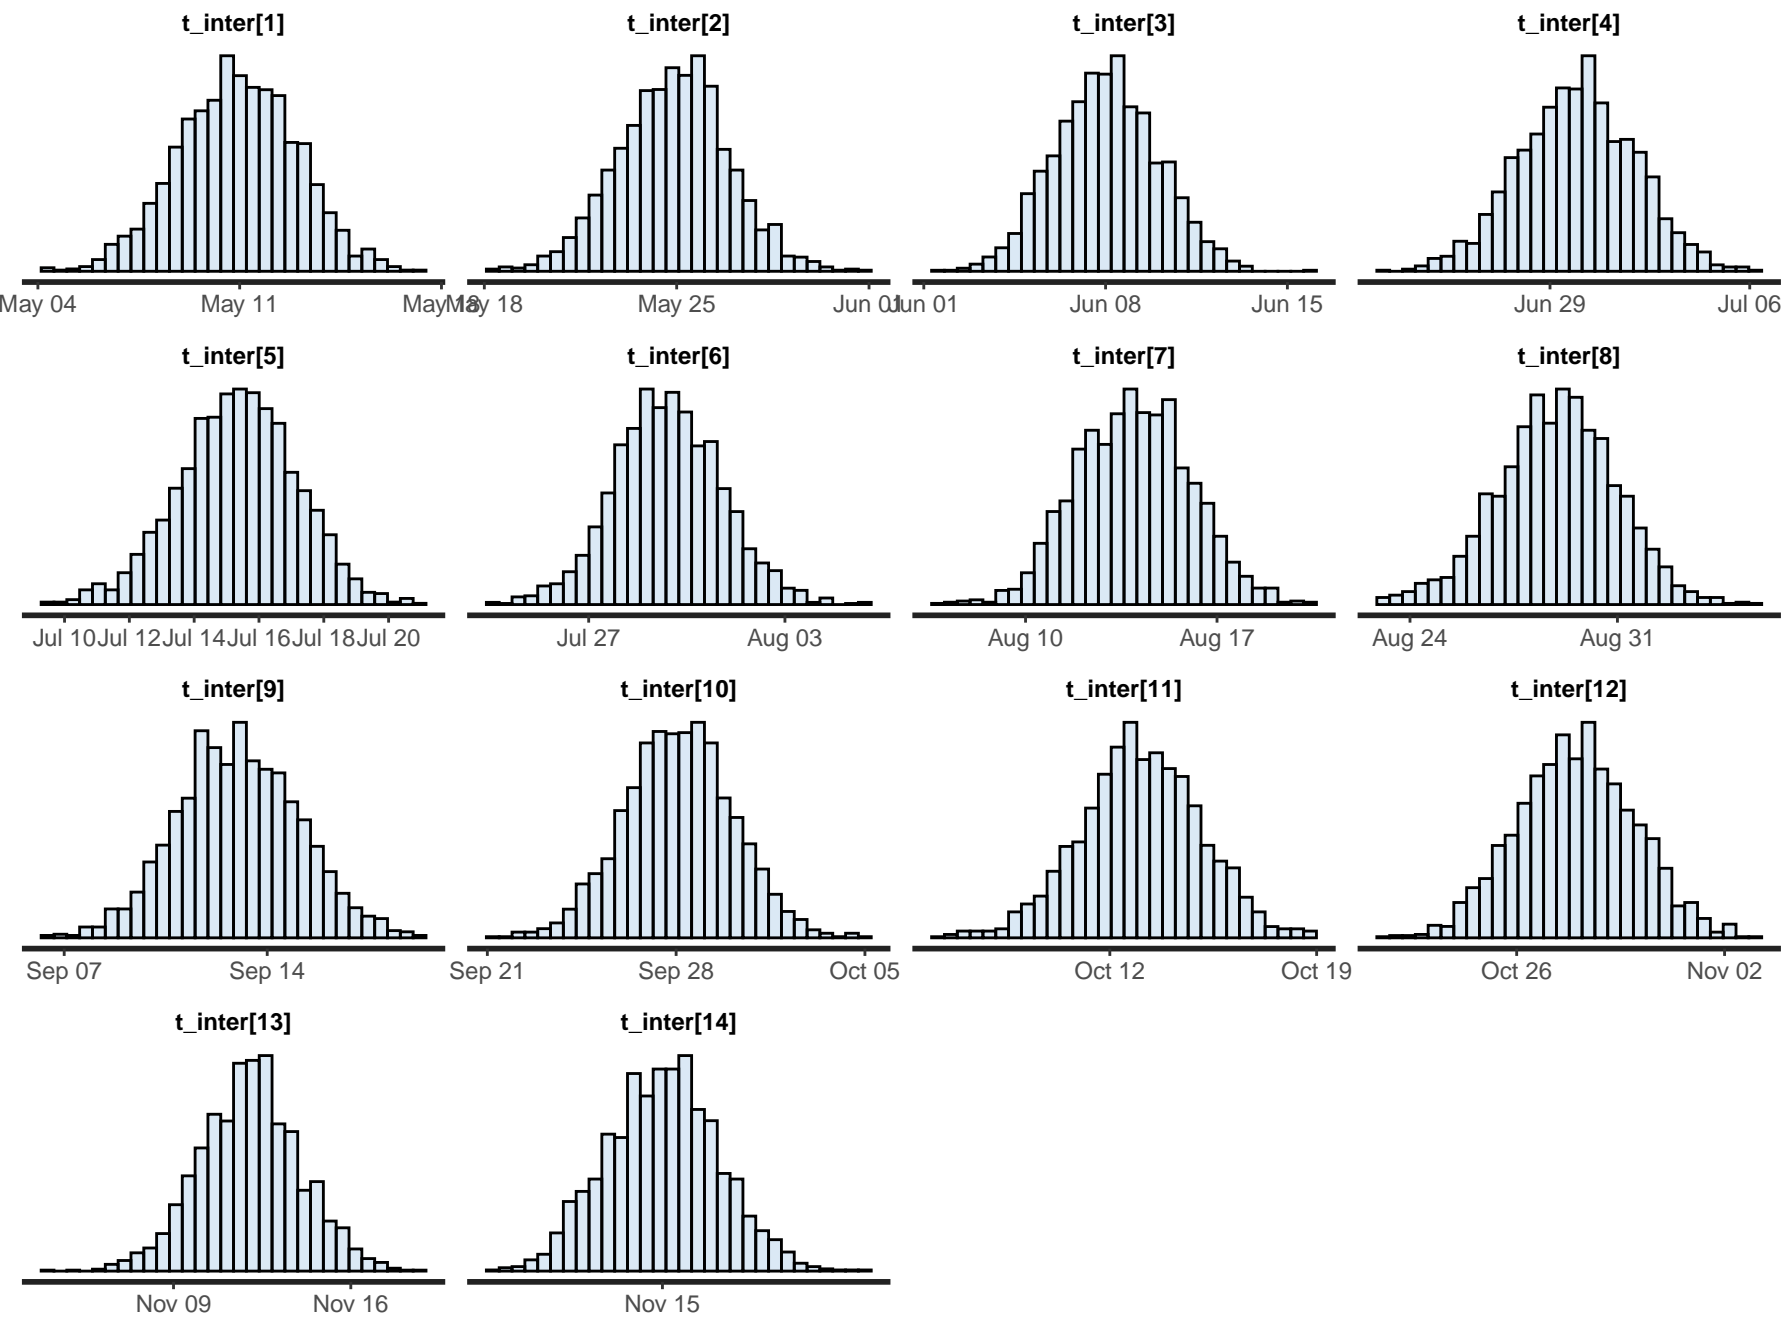 t_inter[1] t_inter[2] t_inter[3] t_inter[4]
May 04 May 11 May 18 May 18 May 25 Jun 01 Jun 01 Jun 08 Jun 15 Jun 29 Jul 06
t_inter[5] t_inter[6] t_inter[7] t_inter[8]
Jul 10 Jul 12 Jul 14 Jul 16 Jul 18 Jul 20 Jul 27 Aug 03 Aug 10 Aug 17 Aug 24 Aug 31
t_inter[9] t_inter[10] t_inter[11] t_inter[12]
Sep 07 Sep 14 Sep 21 Sep 28 Oct 05 Oct 12 Oct 19 Oct 26 Nov 02
t_inter[13] t_inter[14]
Nov 09 Nov 16 Nov 15